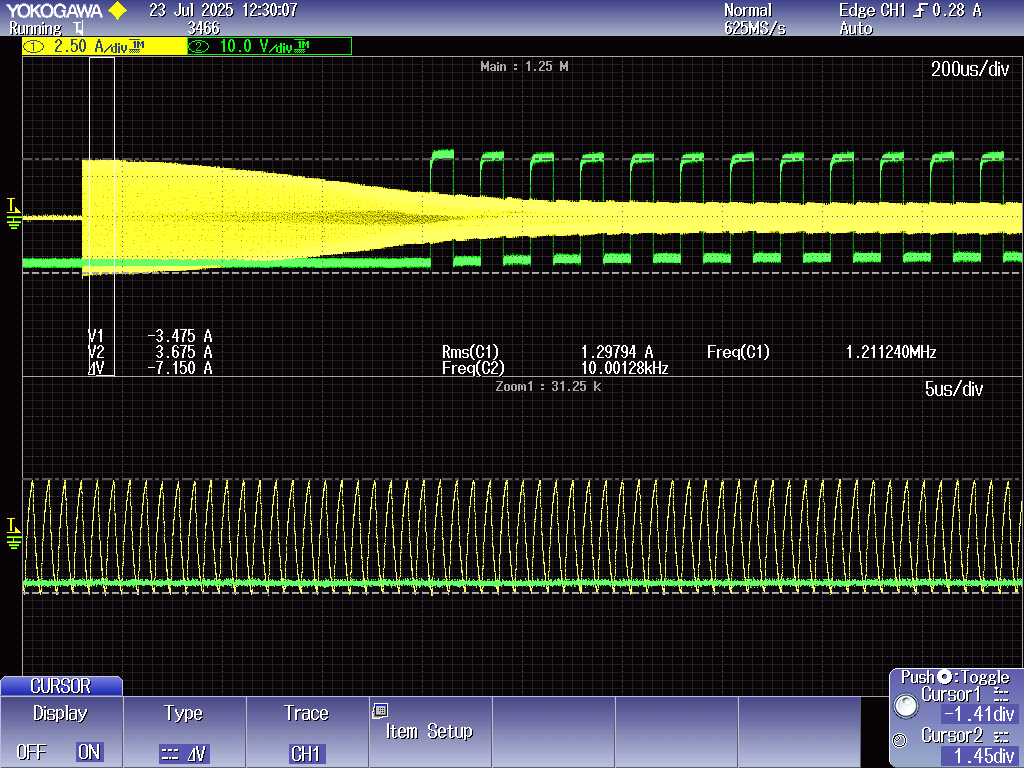 YOKOGAWA 23 Jul 2025 12:30:07 Normal Edge CH1 0.28 A
Running 3466 625MS/s Auto
1 2.50 A/div 1M 2 10.0 V/div 1M
Main : 1.25 M 200us/div
T
V1 -3.475 A
V2 3.675 A Rms(C1) 1.29794 A Freq(C1) 1.211240MHz
ΔV -7.150 A Freq(C2) 10.00128kHz
Zoom1 : 31.25 k 5us/div
T
CURSOR
Display Type Trace Item Setup
OFF ON ΔV CH1
Push :Toggle
Cursor1
-1.41div
Cursor2
1.45div